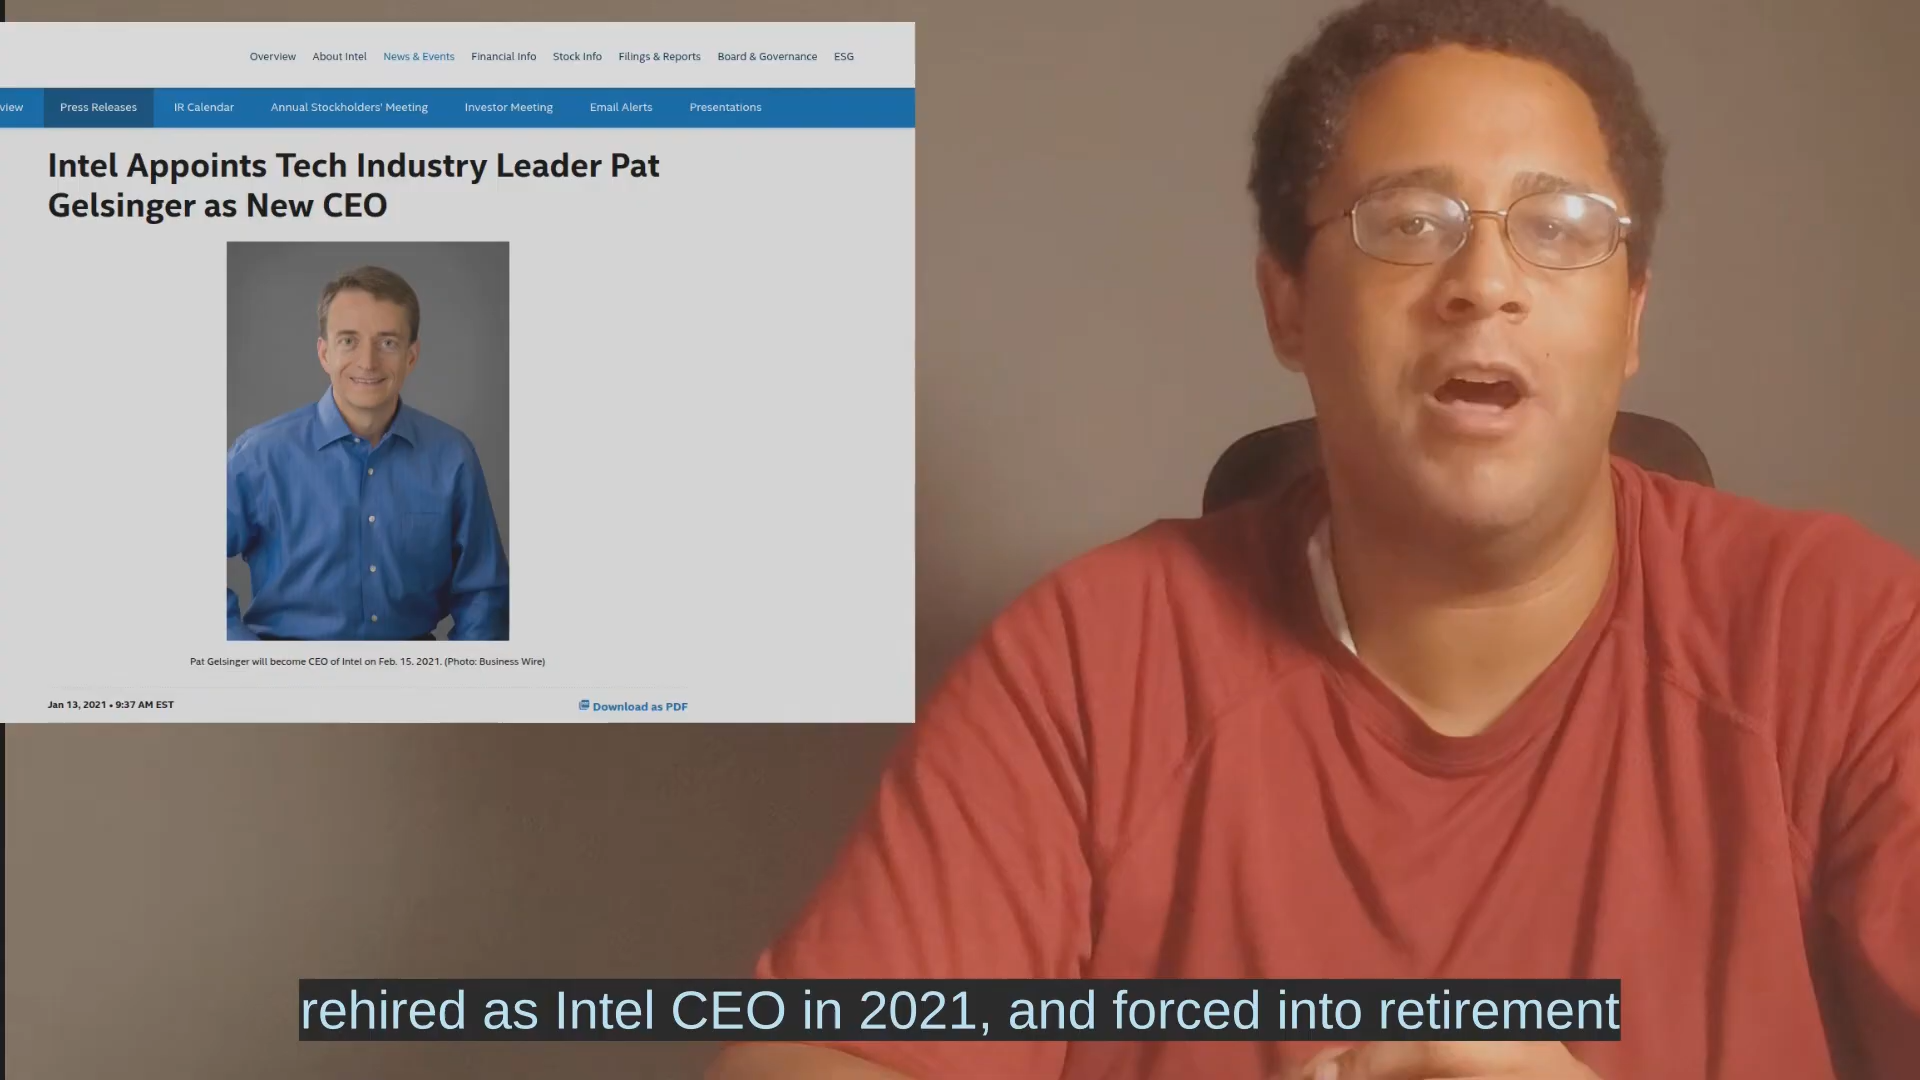 Overview About Intel News & Events Financial Info Stock Info Filings & Reports Board & Governance ESG
view Press Releases IR Calendar Annual Stockholders' Meeting Investor Meeting Email Alerts Presentations
Intel Appoints Tech Industry Leader Pat
Gelsinger as New CEO
Pat Gelsinger will become CEO of Intel on Feb. 15. 2021. (Photo: Business Wire)
Jan 13, 2021 • 9:37 AM EST Download as PDF
rehired as Intel CEO in 2021, and forced into retirement